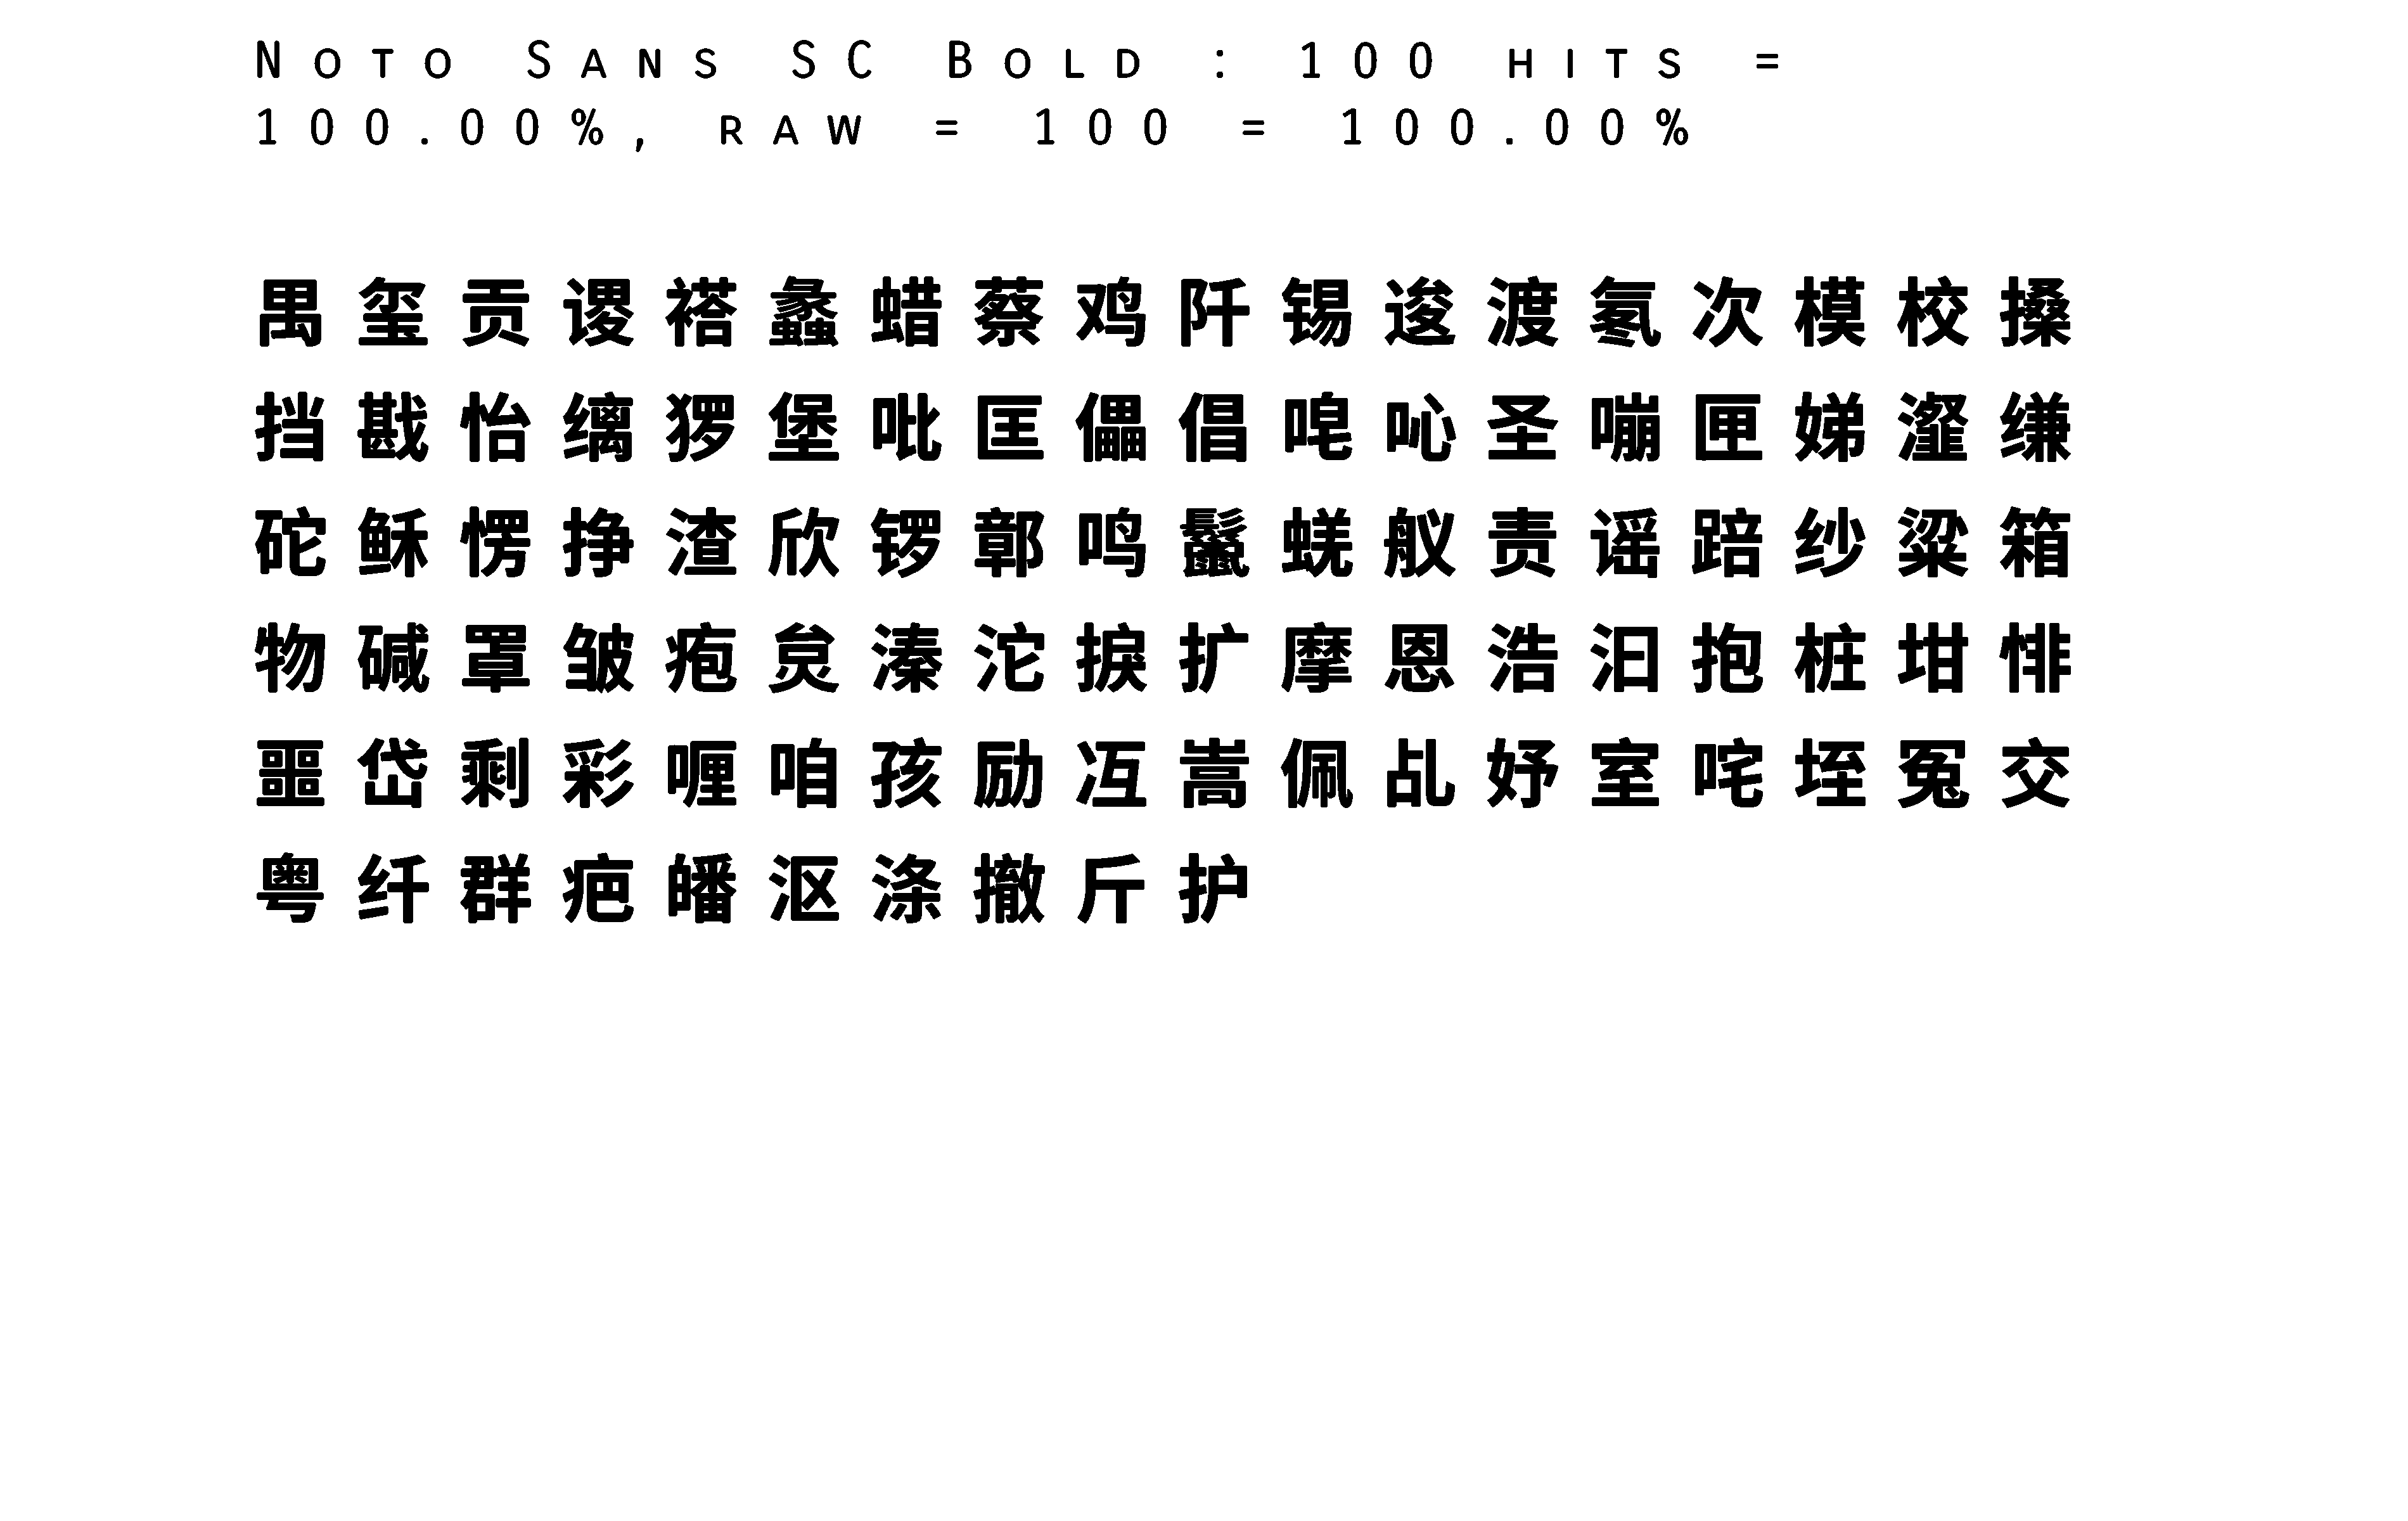 Noto Sans SC Bold : 100 hits =
100.00%, raw = 100 = 100.00%
禺玺贡谡褡蠡蜡蔡鸡阡锡逡渡氡次模校搡
挡戡怡缡猡堡吡匡儡倡唣吣圣嘣匣娣瀣缣
砣稣愣挣渣欣锣鄣鸣鬣蜣舣责谣踣纱粱箱
物碱罩皱疱炱溱沱捩扩摩恩浩汩抱桩坩悱
噩岱剩彩喱咱孩励冱嵩佩乩妤室咤垤冤交
粤纤群疤皤沤涤撤斤护